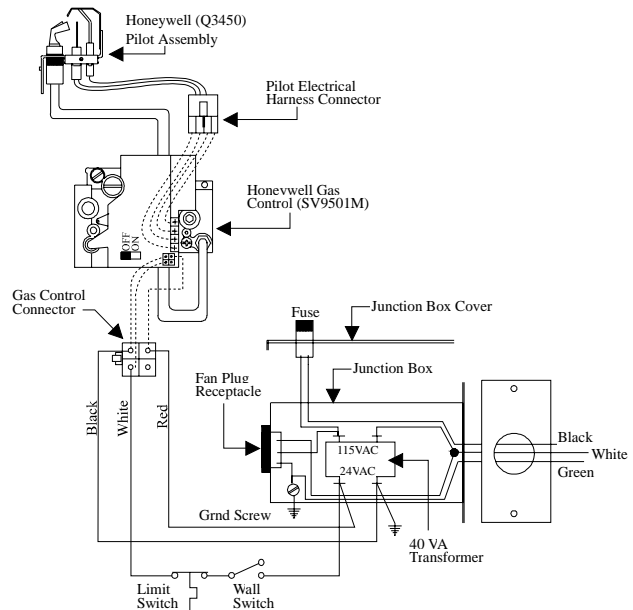 Honeywell (Q3450)
Pilot Assembly
Pilot Electrical
Harness Connector
Honeywell Gas
Control (SV9501M)
OFF
ON
Gas Control
Connector
Fuse
Junction Box Cover
Junction Box
Fan Plug
Receptacle
Black
White
Red
115VAC
24VAC
Black
White
Green
Grnd Screw
40 VA
Transformer
Limit
Switch
Wall
Switch